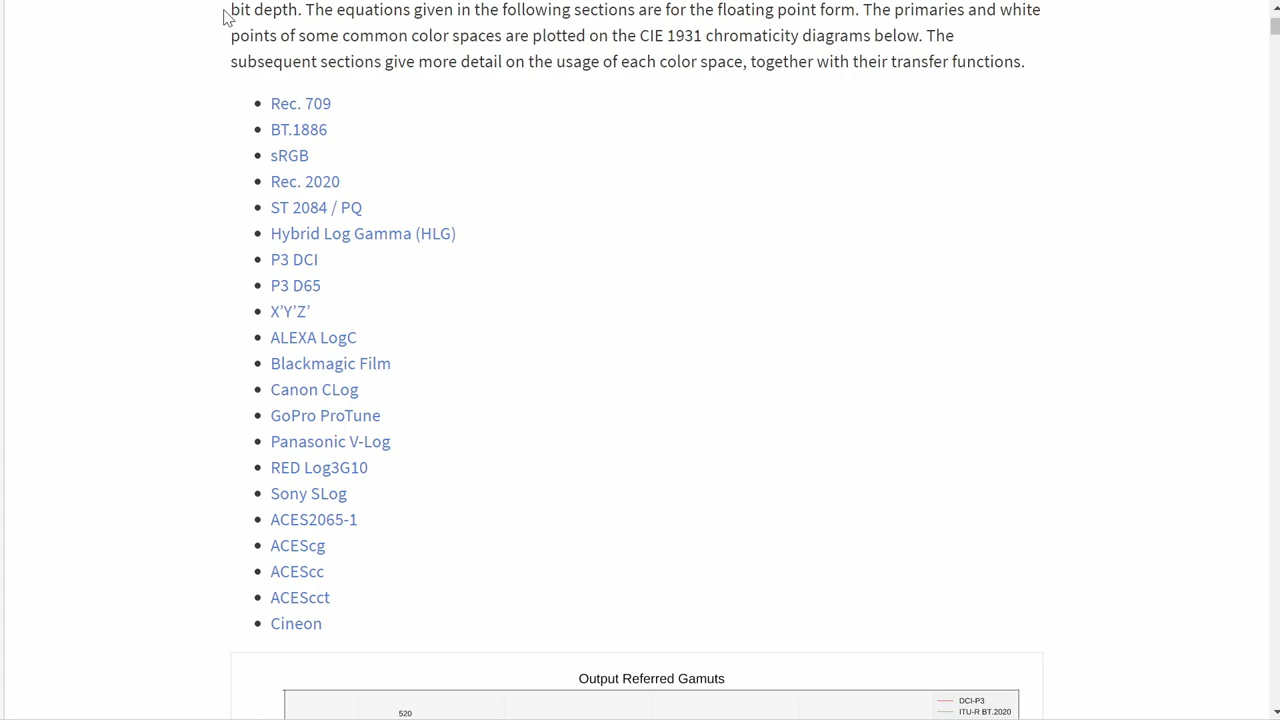 bit depth. The equations given in the following sections are for the floating point form. The primaries and white
points of some common color spaces are plotted on the CIE 1931 chromaticity diagrams below. The
subsequent sections give more detail on the usage of each color space, together with their transfer functions.
Rec. 709
BT.1886
sRGB
Rec. 2020
ST 2084 / PQ
Hybrid Log Gamma (HLG)
P3 DCI
P3 D65
X’Y’Z’
ALEXA LogC
Blackmagic Film
Canon CLog
GoPro ProTune
Panasonic V-Log
RED Log3G10
Sony SLog
ACES2065-1
ACEScg
ACEScc
ACEScct
Cineon
Output Referred Gamuts
DCI-P3
520
ITU-R BT.2020